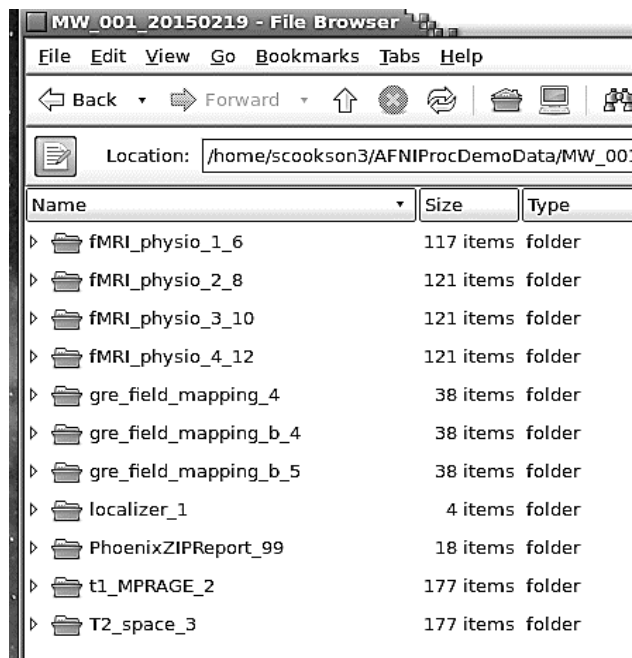 MW_001_20150219 - File Browser
File Edit View Go Bookmarks Tabs Help
Back Forward
Location: /home/scookson3/AFNIProcDemoData/MW_001
Name Size Type
fMRI_physio_1_6 117 items folder
fMRI_physio_2_8 121 items folder
fMRI_physio_3_10 121 items folder
fMRI_physio_4_12 121 items folder
gre_field_mapping_4 38 items folder
gre_field_mapping_b_4 38 items folder
gre_field_mapping_b_5 38 items folder
localizer_1 4 items folder
PhoenixZIPReport_99 18 items folder
t1_MPRAGE_2 177 items folder
T2_space_3 177 items folder